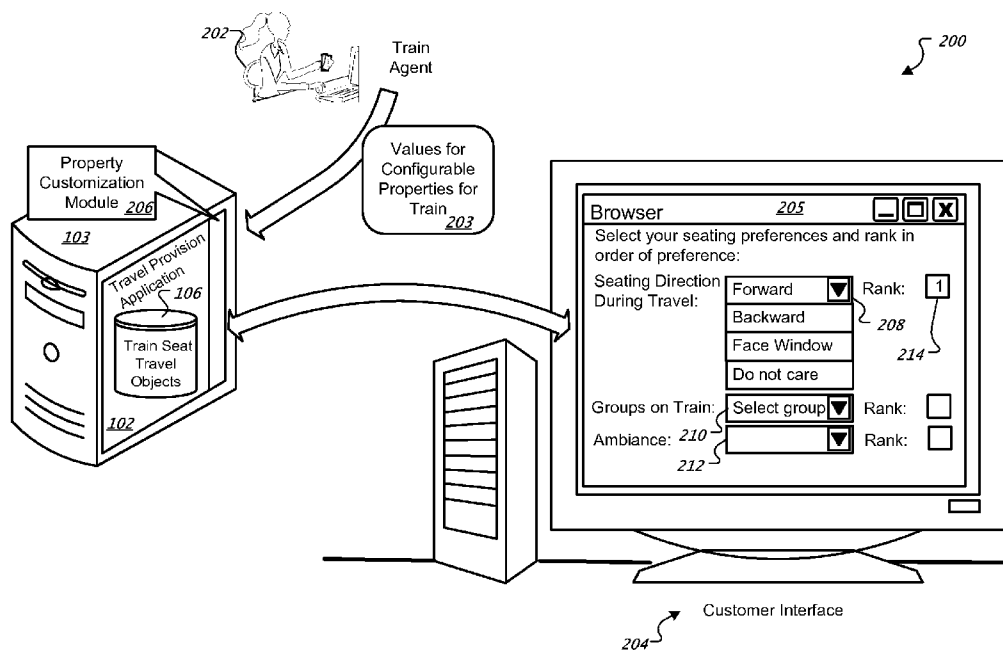 202
Train
Agent
200
Property
Customization
Module 206
103
Values for
Configurable
Properties for
Train
203
Travel Provision
Application
106
Train Seat
Travel
Objects
102
Browser
205
X
Select your seating preferences and rank in
order of preference:
Seating Direction
During Travel:
Forward
Rank:
1
Backward
208
Face Window
214
Do not care
Groups on Train:
Select group
Rank:
210
Ambiance:
Rank:
212
Customer Interface
204